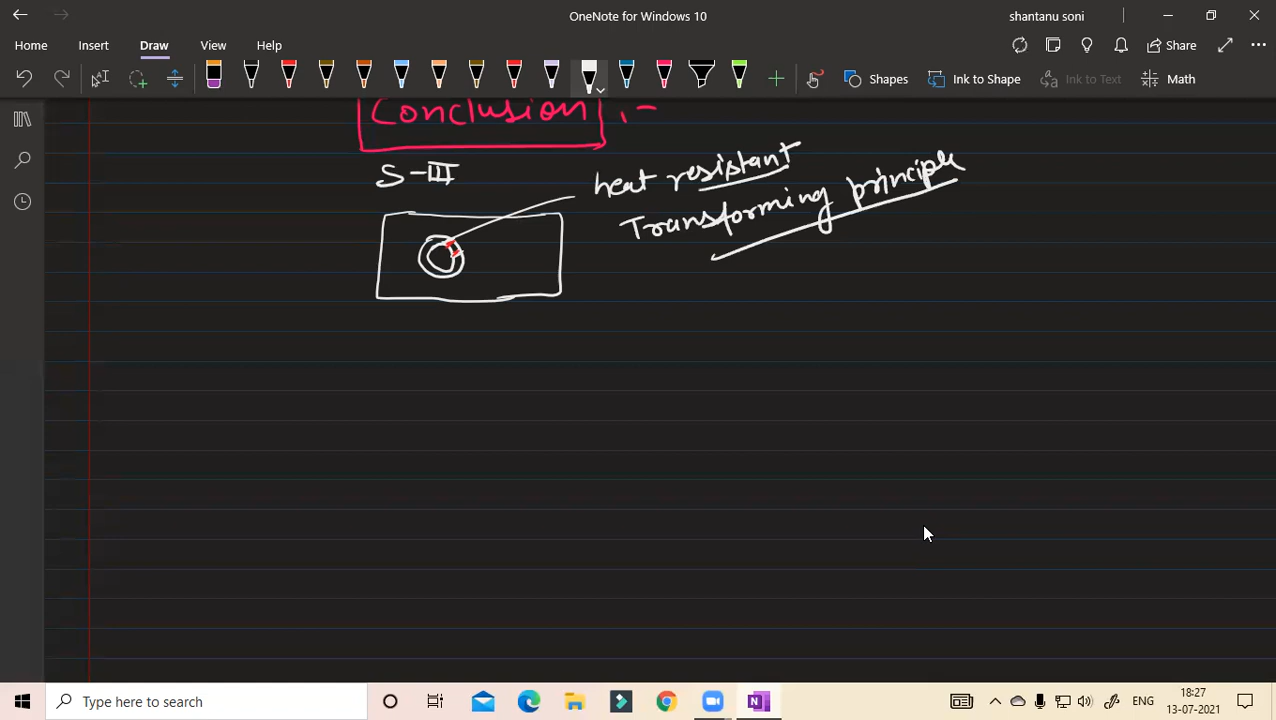 OneNote for Windows 10
shantanu soni
Home
Insert
Draw
View
Help
Share
Shapes
Ink to Shape
Ink to Text
Math
Conclusion :-
S-III
heat resistant
Transforming principle
Type here to search
ENG
18:27
13-07-2021